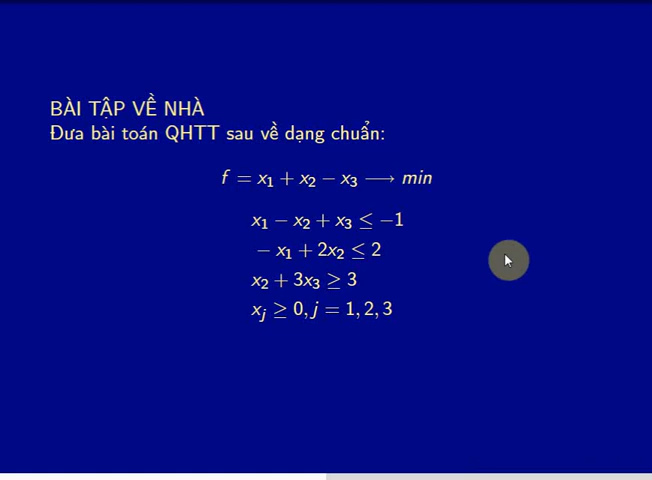 BÀI TẬP VỀ NHÀ
Đưa bài toán QHTT sau về dạng chuẩn:
f = x₁ + x₂ − x₃ ⟶ min
x₁ − x₂ + x₃ ≤ −1
− x₁ + 2x₂ ≤ 2
x₂ + 3x₃ ≥ 3
xⱼ ≥ 0, j = 1, 2, 3